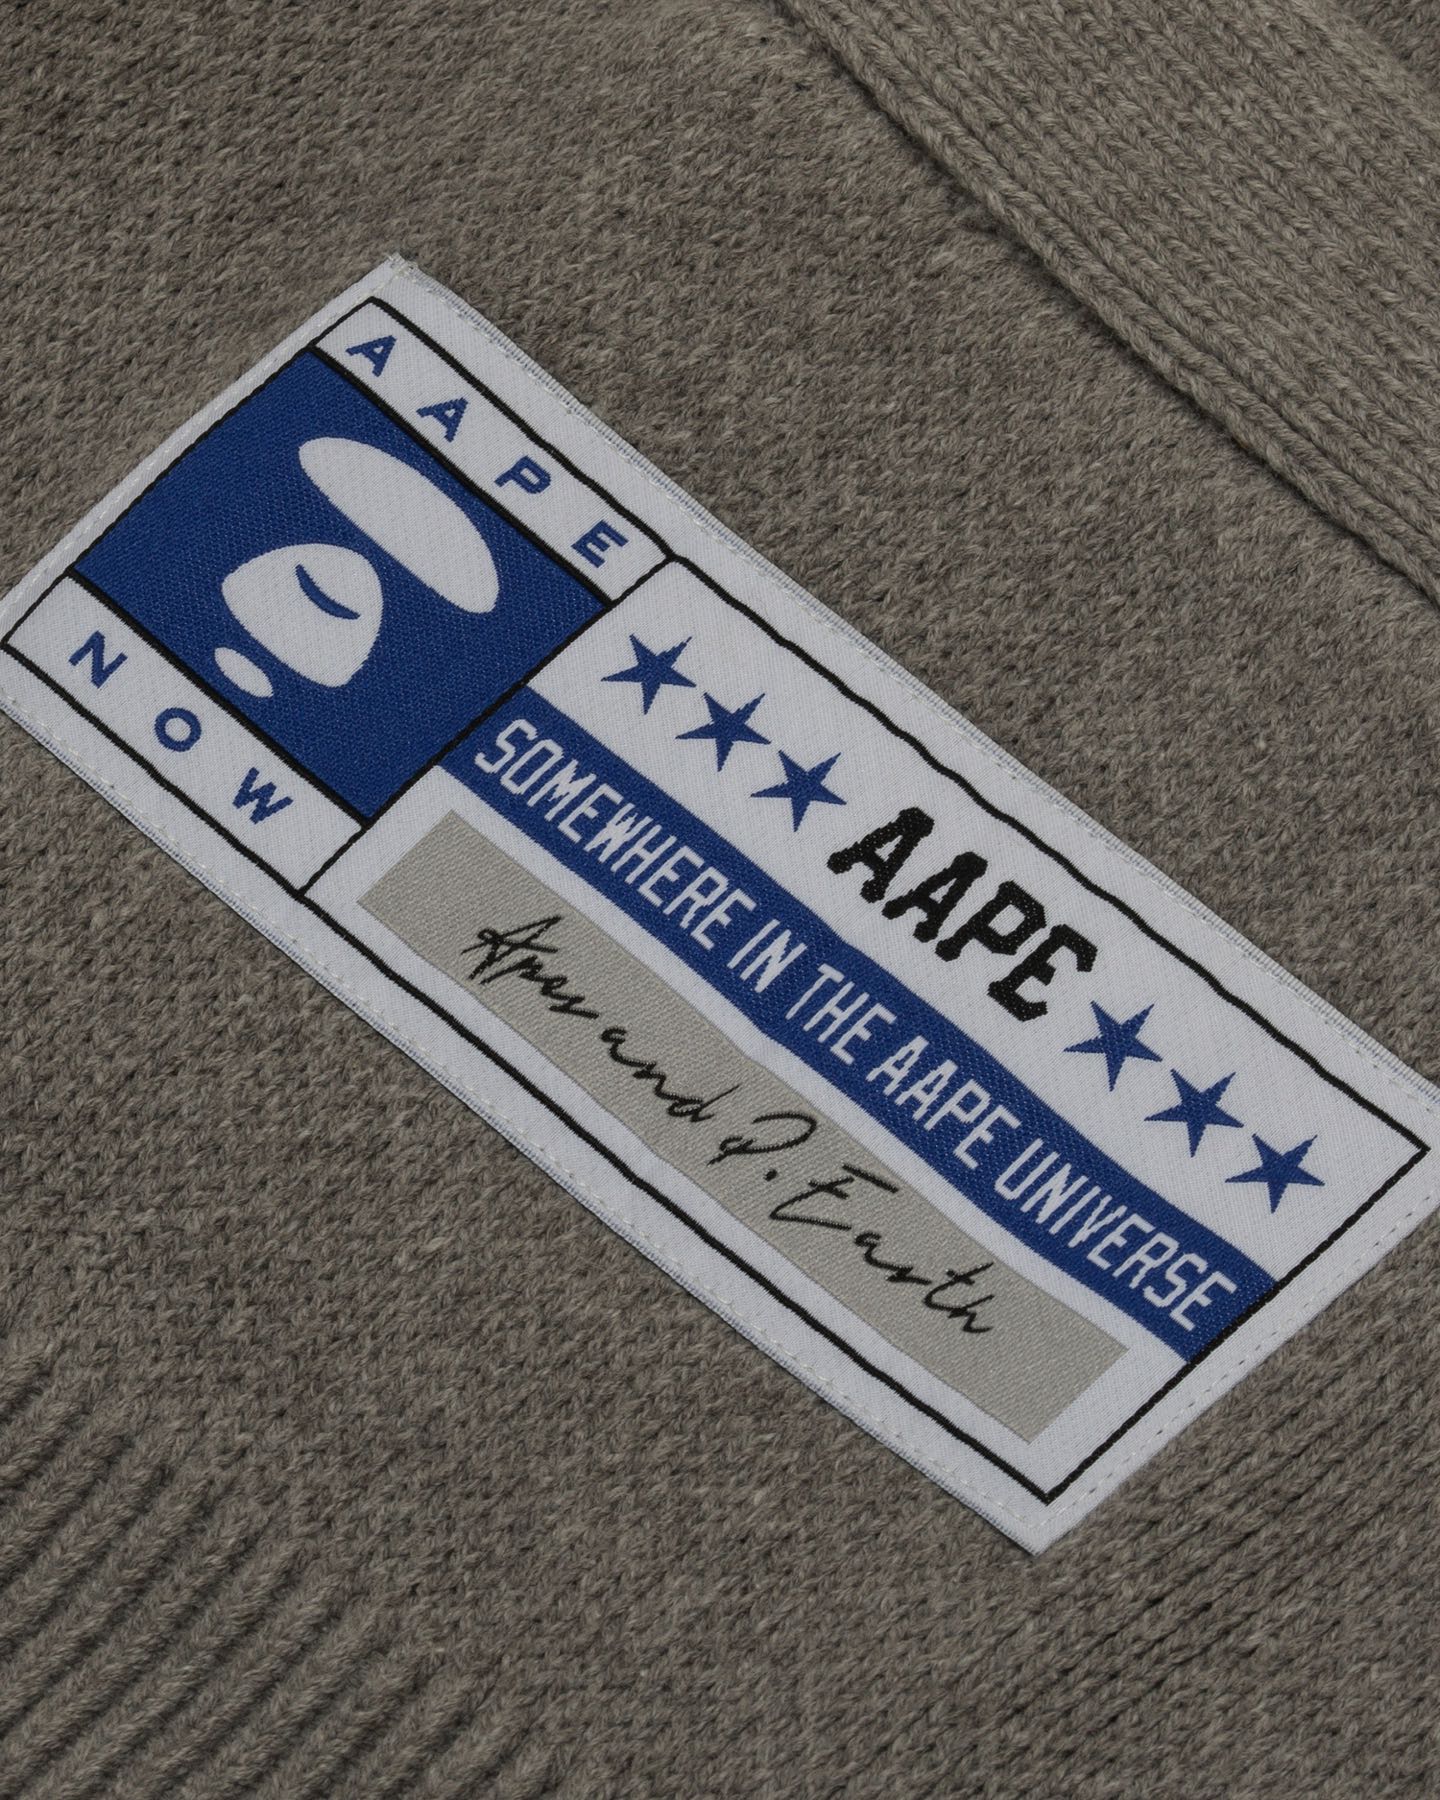 AAPE
NOW
AAPE
SOMEWHERE IN THE AAPE UNIVERSE
Apes and P. Earth